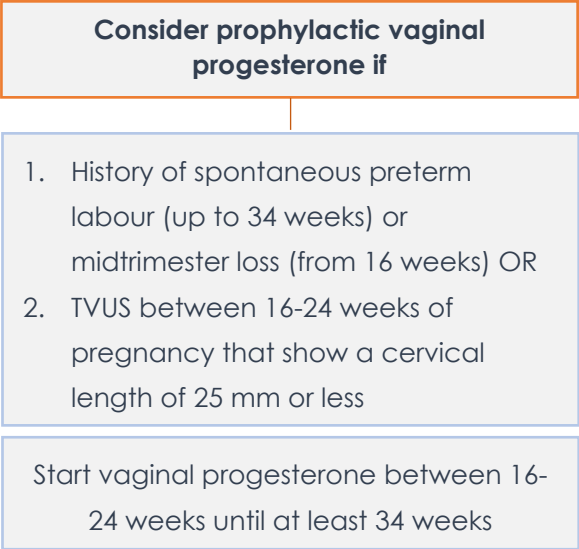 Consider prophylactic vaginal
progesterone if
1. History of spontaneous preterm
labour (up to 34 weeks) or
midtrimester loss (from 16 weeks) OR
2. TVUS between 16-24 weeks of
pregnancy that show a cervical
length of 25 mm or less
Start vaginal progesterone between 16-
24 weeks until at least 34 weeks